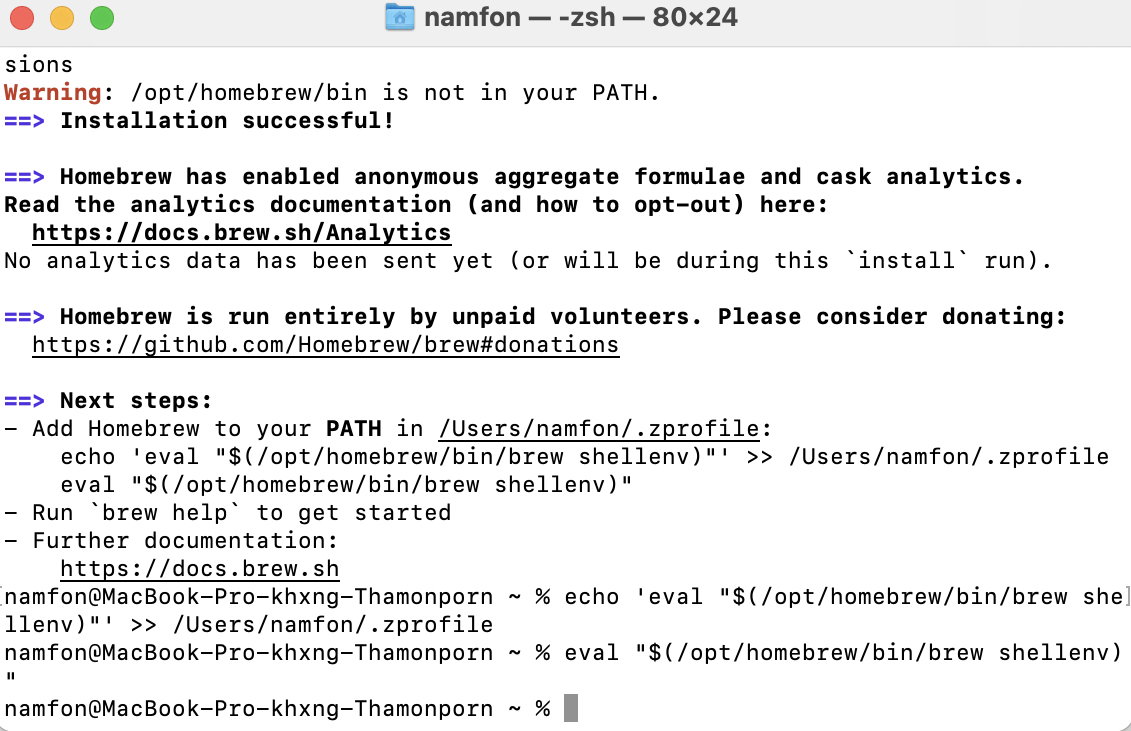 namfon — -zsh — 80×24
sions
Warning: /opt/homebrew/bin is not in your PATH.
==> Installation successful!
==> Homebrew has enabled anonymous aggregate formulae and cask analytics.
Read the analytics documentation (and how to opt-out) here:
  https://docs.brew.sh/Analytics
No analytics data has been sent yet (or will be during this `install` run).
==> Homebrew is run entirely by unpaid volunteers. Please consider donating:
  https://github.com/Homebrew/brew#donations
==> Next steps:
- Add Homebrew to your PATH in /Users/namfon/.zprofile:
    echo 'eval "$(/opt/homebrew/bin/brew shellenv)"' >> /Users/namfon/.zprofile
    eval "$(/opt/homebrew/bin/brew shellenv)"
- Run `brew help` to get started
- Further documentation:
    https://docs.brew.sh
namfon@MacBook-Pro-khxng-Thamonporn ~ % echo 'eval "$(/opt/homebrew/bin/brew she
llenv)"' >> /Users/namfon/.zprofile
namfon@MacBook-Pro-khxng-Thamonporn ~ % eval "$(/opt/homebrew/bin/brew shellenv)
"
namfon@MacBook-Pro-khxng-Thamonporn ~ %